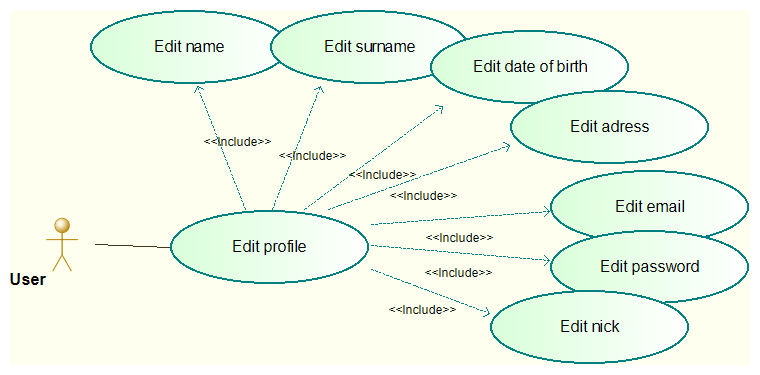 Edit name
Edit surname
Edit date of birth
Edit adress
<<Include>>
<<Include>>
<<Include>>
<<Include>>
Edit email
<<Include>>
Edit profile
User
Edit password
<<Include>>
<<Include>>
Edit nick